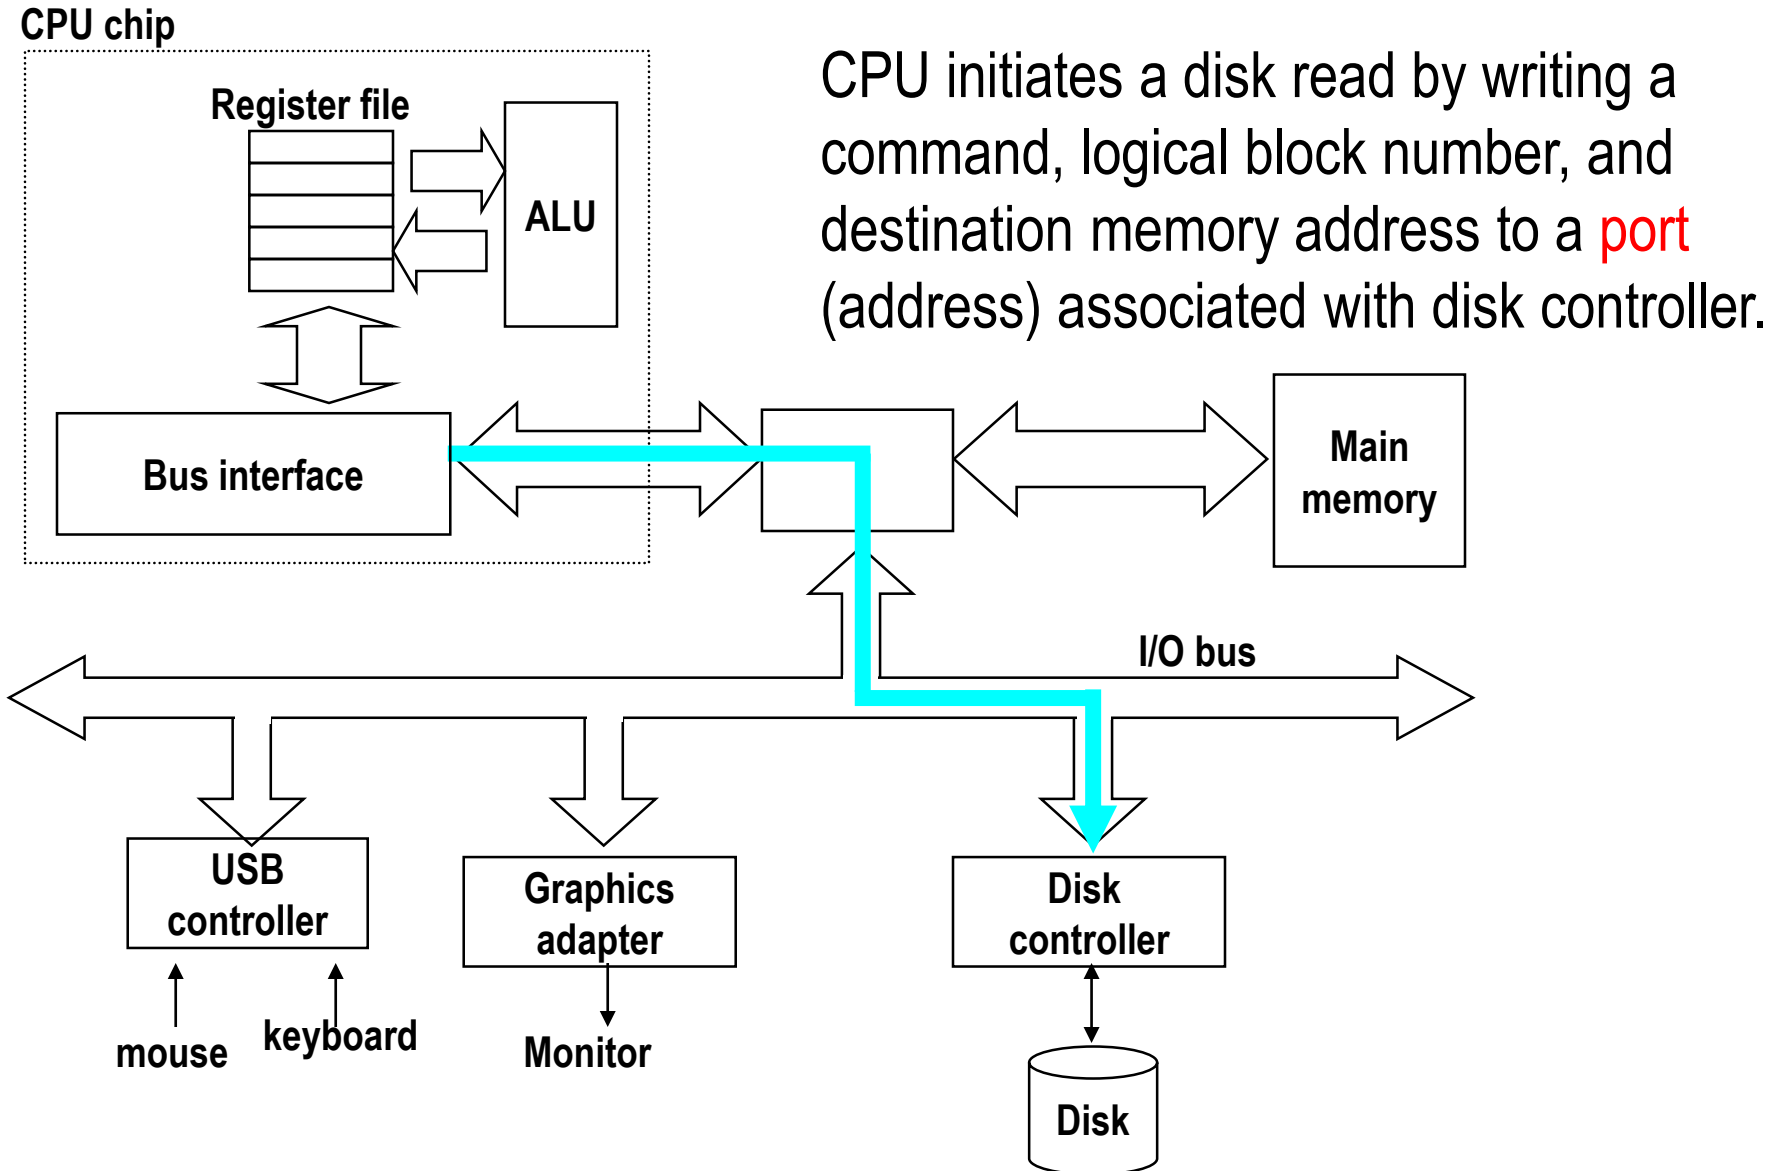 CPU chip
CPU initiates a disk read by writing a
command, logical block number, and
destination memory address to a port
(address) associated with disk controller.
Register file
ALU
Bus interface
Main
memory
I/O bus
USB
controller
Graphics
adapter
Disk
controller
mouse
keyboard
Monitor
Disk